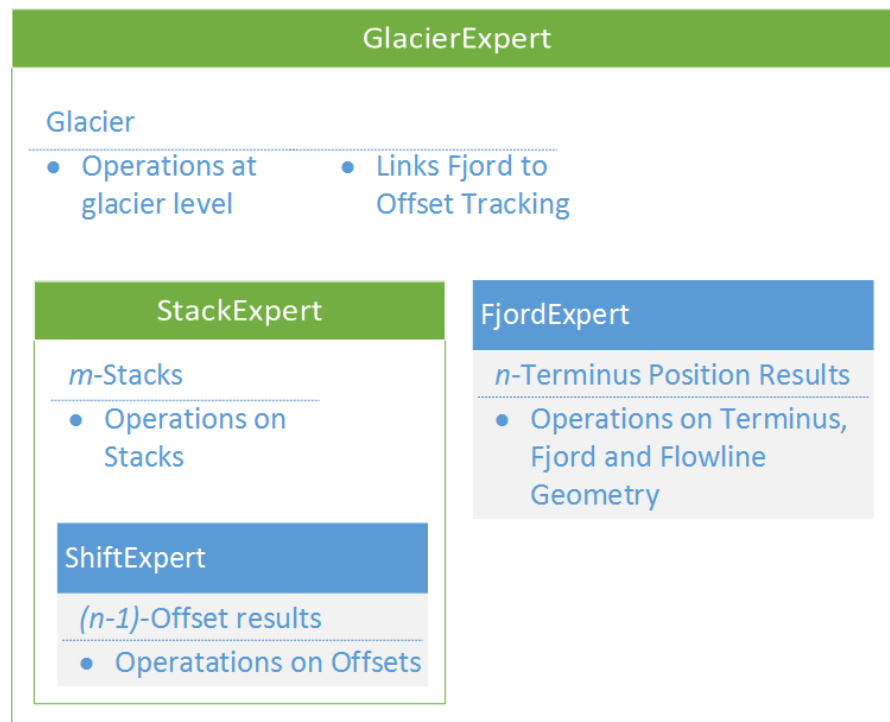 GlacierExpert
Glacier
● Operations at
glacier level
● Links Fjord to
Offset Tracking
StackExpert
m-Stacks
● Operations on
Stacks
ShiftExpert
(n-1)-Offset results
● Operatations on Offsets
FjordExpert
n-Terminus Position Results
● Operations on Terminus,
Fjord and Flowline
Geometry